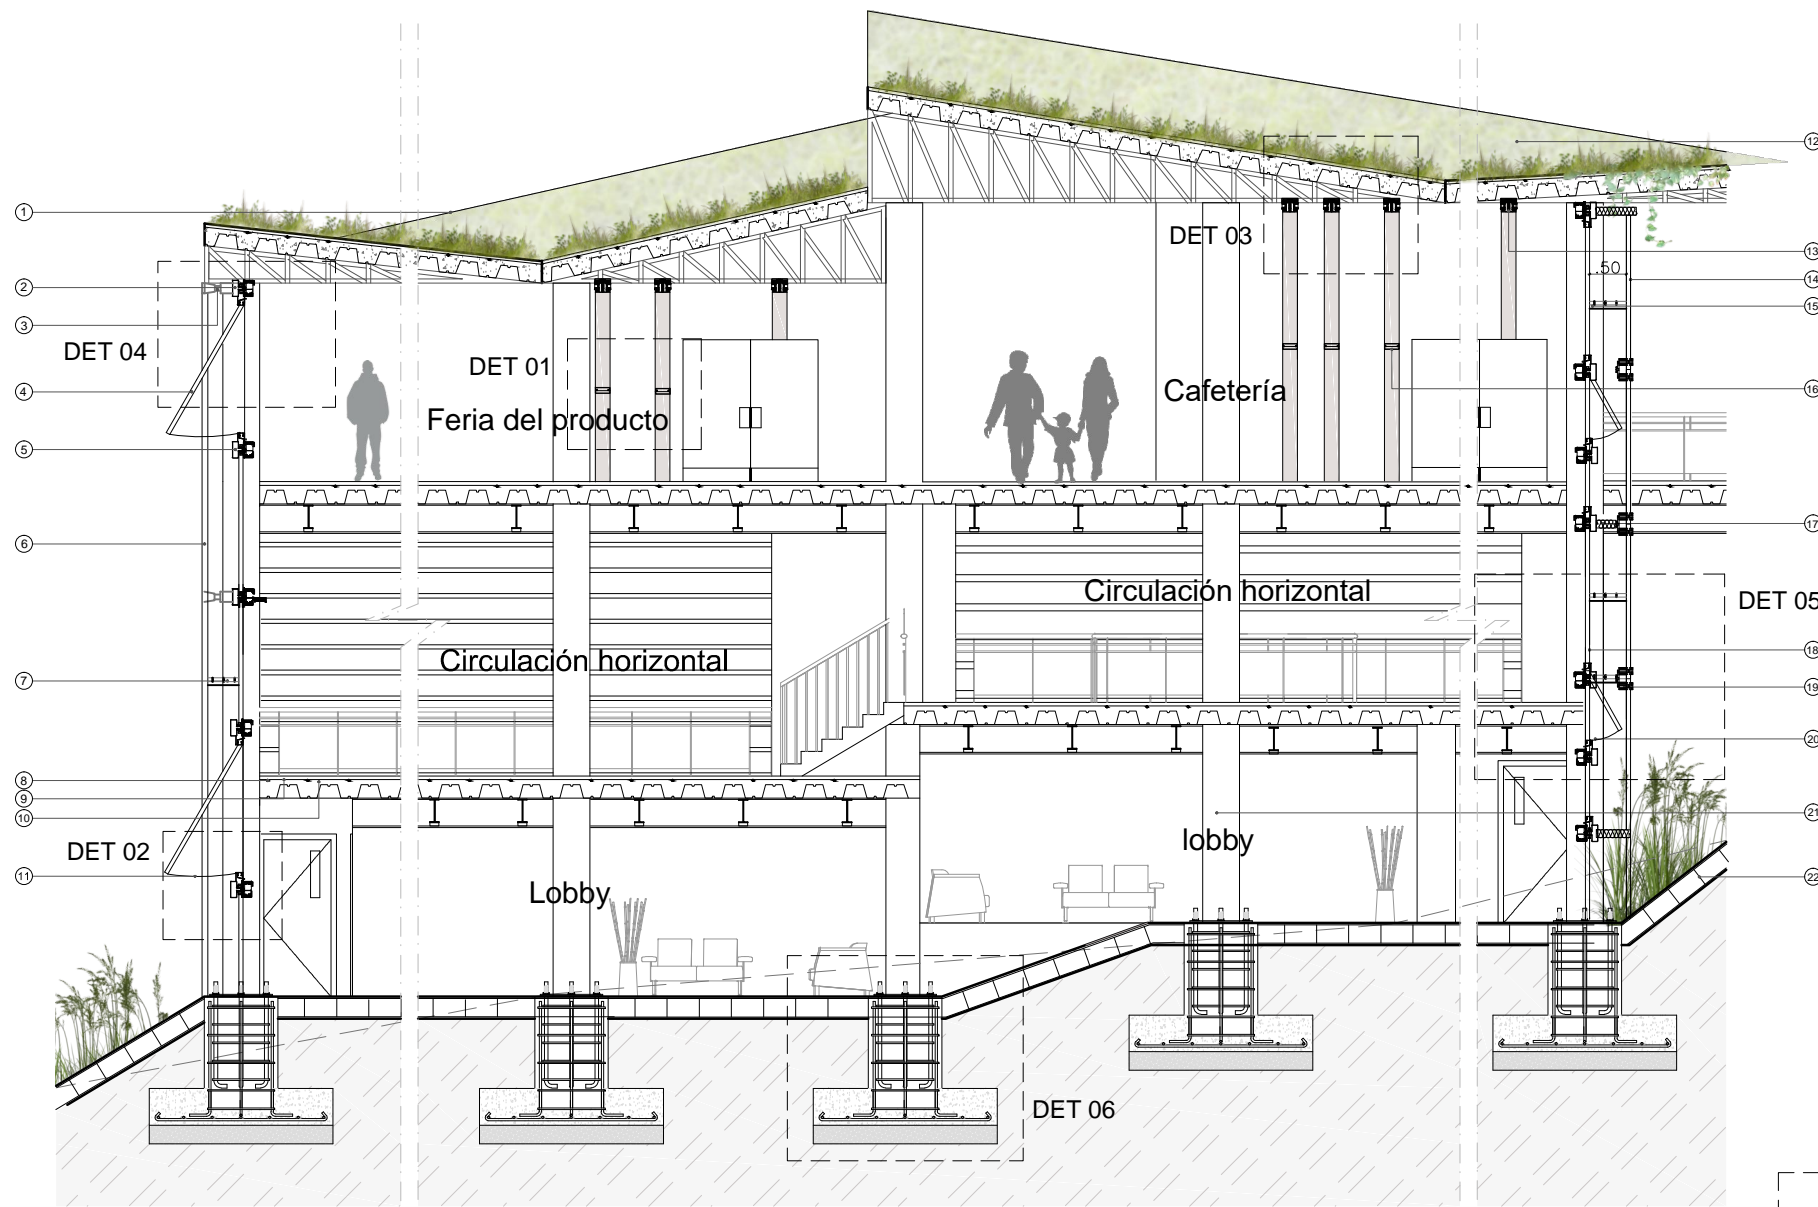 1
2
3
DET 04
4
5
6
7
8
9
10
DET 02
11
DET 01
Feria del producto
DET 03
Cafetería
Circulación horizontal
Circulación horizontal
Lobby
lobby
DET 06
.50
12
13
14
15
16
17
DET 05
18
19
20
21
22